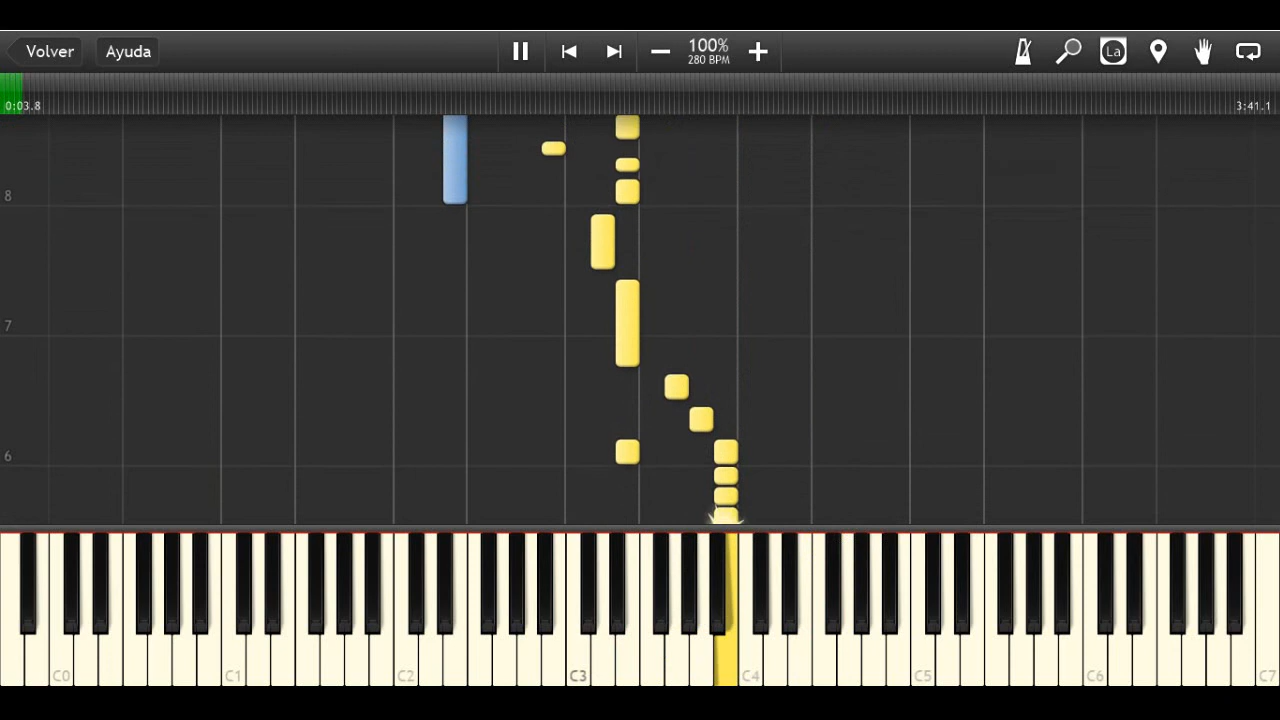 Volver Ayuda 100%
280 BPM
La
0:03.8 3:41.1
8
7
6
C0 C1 C2 C3 C4 C5 C6 C7